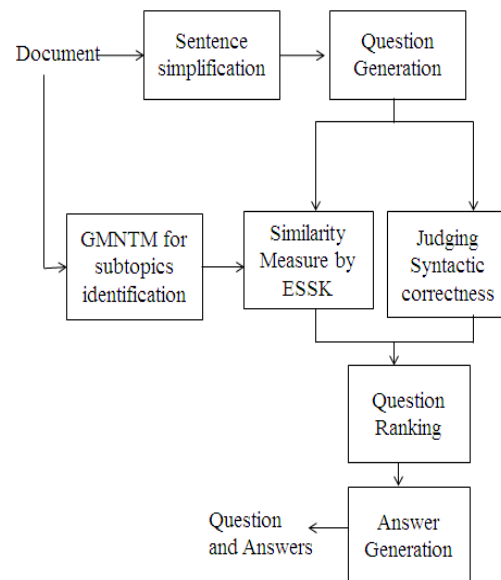 Document
Sentence
simplification
Question
Generation
GMNTM for
subtopics
identification
Similarity
Measure by
ESSK
Judging
Syntactic
correctness
Question
Ranking
Answer
Generation
Question
and Answers